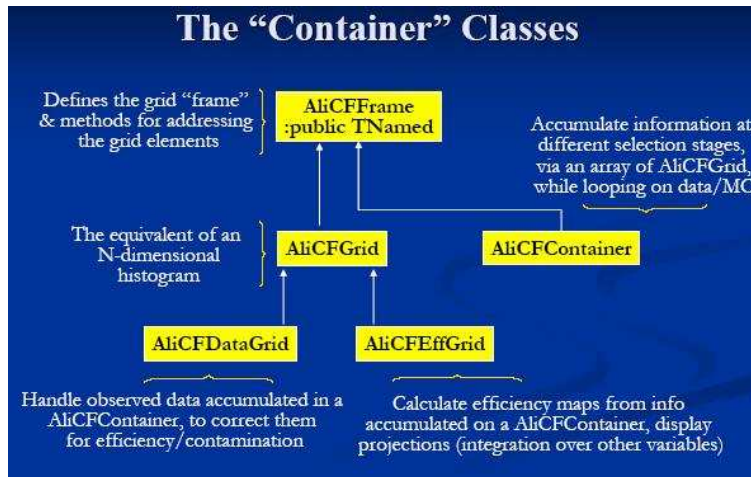 The “Container” Classes
Defines the grid “frame”
& methods for addressing
the grid elements
AliCFFrame
:public TNamed
Accumulate information at
different selection stages,
via an array of AliCFGrid,
while looping on data/MC
The equivalent of an
N-dimensional
histogram
AliCFGrid
AliCFContainer
AliCFDataGrid
AliCFEffGrid
Handle observed data accumulated in a
AliCFContainer, to correct them
for efficiency/contamination
Calculate efficiency maps from info
accumulated on a AliCFContainer, display
projections (integration over other variables)